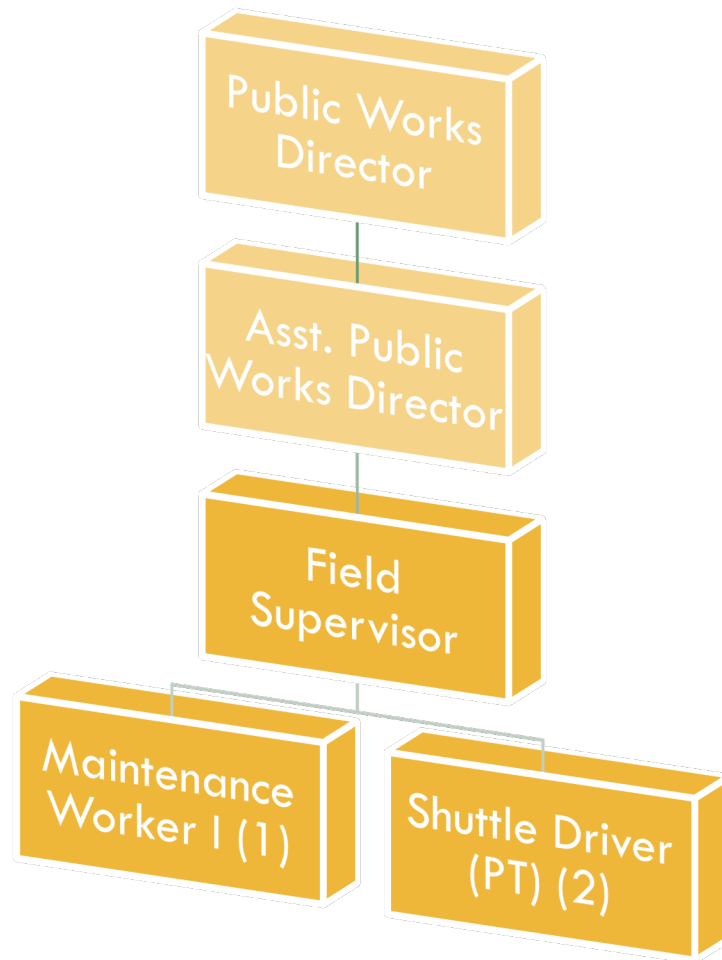 Public Works
Director
Asst. Public
Works Director
Field
Supervisor
Maintenance
Worker I (1)
Shuttle Driver
(PT) (2)